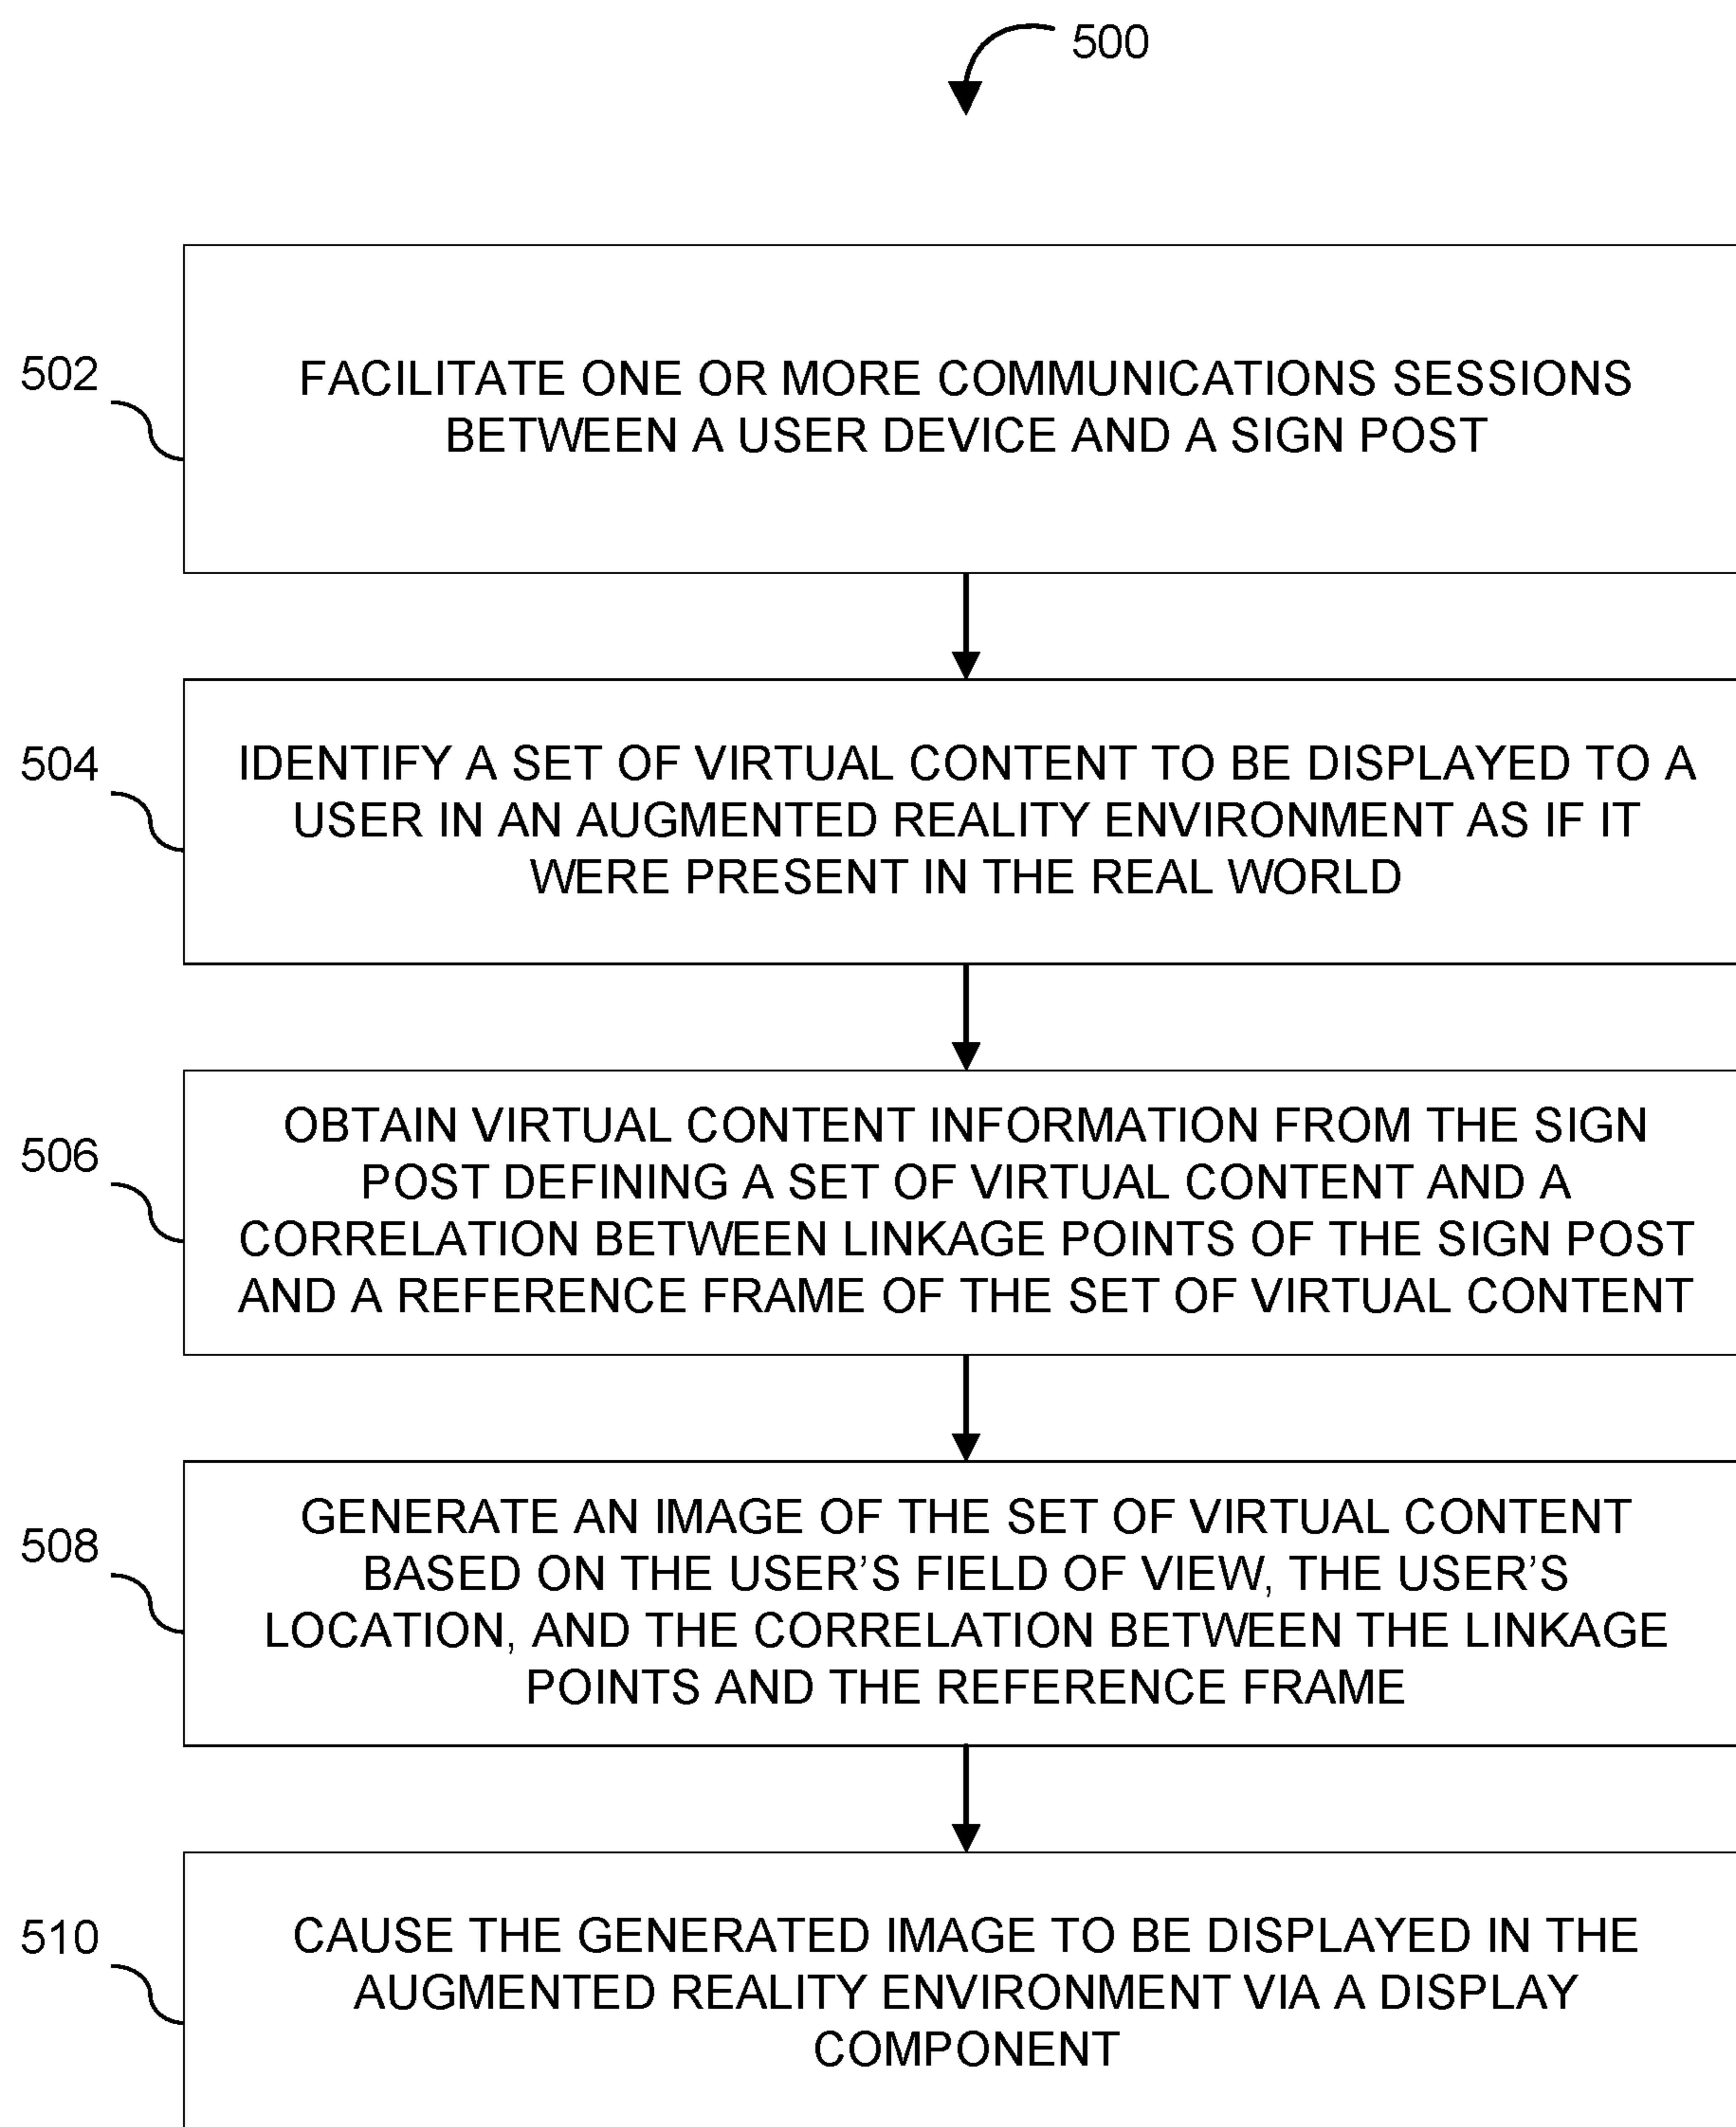 500
502
FACILITATE ONE OR MORE COMMUNICATIONS SESSIONS
BETWEEN A USER DEVICE AND A SIGN POST
504
IDENTIFY A SET OF VIRTUAL CONTENT TO BE DISPLAYED TO A
USER IN AN AUGMENTED REALITY ENVIRONMENT AS IF IT
WERE PRESENT IN THE REAL WORLD
506
OBTAIN VIRTUAL CONTENT INFORMATION FROM THE SIGN
POST DEFINING A SET OF VIRTUAL CONTENT AND A
CORRELATION BETWEEN LINKAGE POINTS OF THE SIGN POST
AND A REFERENCE FRAME OF THE SET OF VIRTUAL CONTENT
508
GENERATE AN IMAGE OF THE SET OF VIRTUAL CONTENT
BASED ON THE USER’S FIELD OF VIEW, THE USER’S
LOCATION, AND THE CORRELATION BETWEEN THE LINKAGE
POINTS AND THE REFERENCE FRAME
510
CAUSE THE GENERATED IMAGE TO BE DISPLAYED IN THE
AUGMENTED REALITY ENVIRONMENT VIA A DISPLAY
COMPONENT